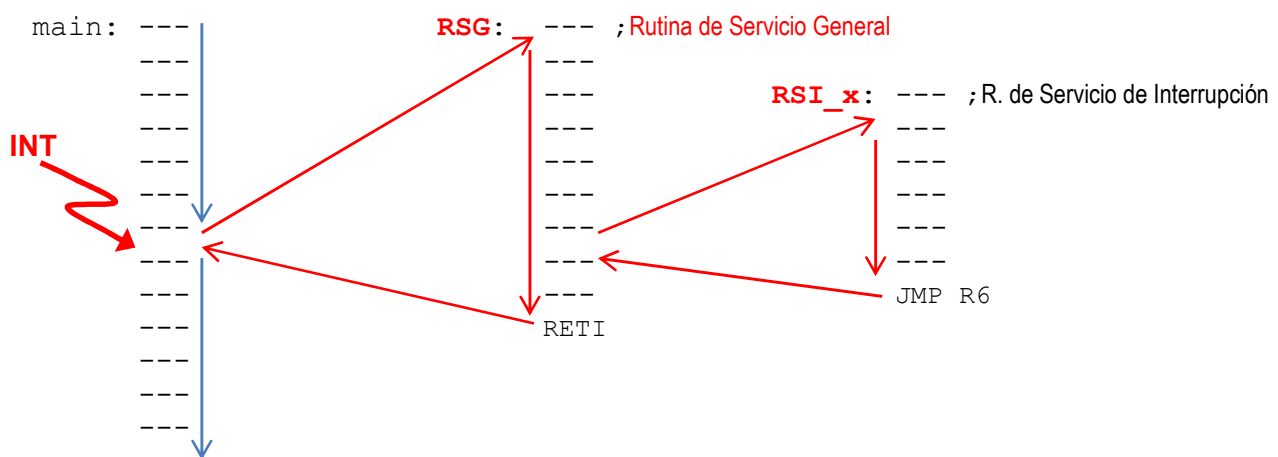 main: --- RSG: --- ;Rutina de Servicio General
--- ---
--- --- RSI_x: --- ;R. de Servicio de Interrupción
--- --- ---
INT
--- --- ---
--- --- ---
--- --- ---
--- --- ---
--- --- JMP R6
--- RETI
---
---
---